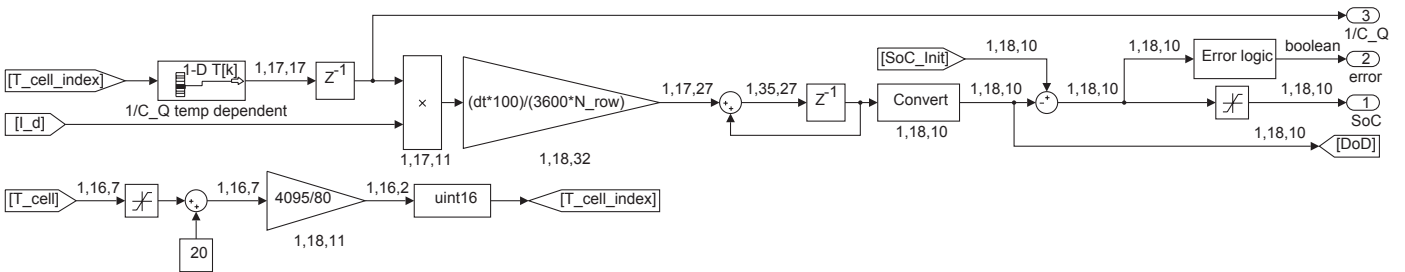 3
1/C_Q
[T_cell_index]
1-D T[k]
1,17,17
Z-1
1/C_Q temp dependent
[I_d]
×
1,17,11
(dt*100)/(3600*N_row)
1,18,32
1,17,27
+
+
1,35,27
Z-1
Convert
1,18,10
1,18,10
[SoC_Init]
1,18,10
-
+
1,18,10
1,18,10
Error logic
boolean
2
error
1,18,10
1
SoC
1,18,10
[DoD]
[T_cell]
1,16,7
+
+
20
1,16,7
4095/80
1,18,11
1,16,2
uint16
[T_cell_index]